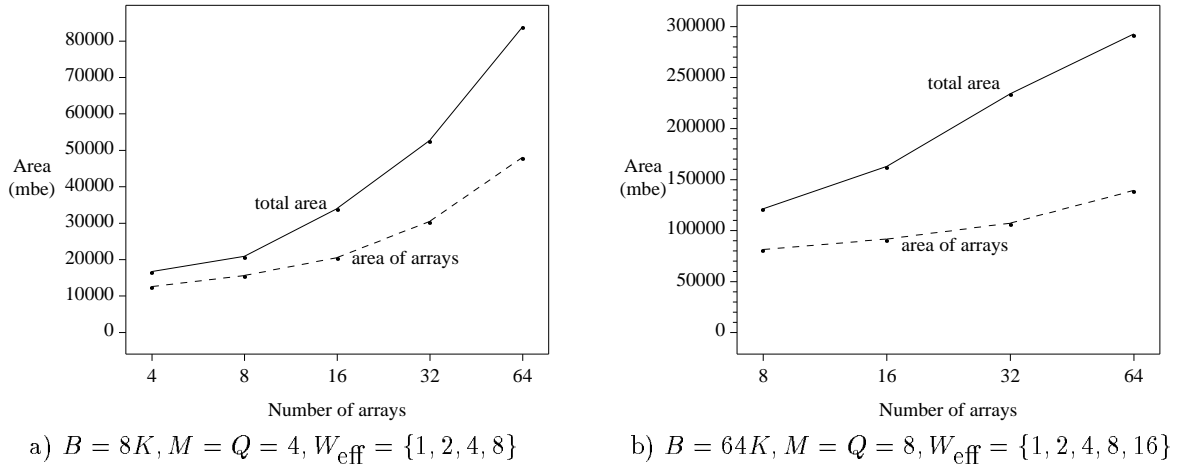 80000
70000
60000
50000
40000
30000
20000
10000
0
Area
(mbe)
total area
area of arrays
4 8 16 32 64
Number of arrays
a) B = 8K, M = Q = 4, W_eff = {1, 2, 4, 8}
300000
250000
200000
150000
100000
50000
0
Area
(mbe)
total area
area of arrays
8 16 32 64
Number of arrays
b) B = 64K, M = Q = 8, W_eff = {1, 2, 4, 8, 16}